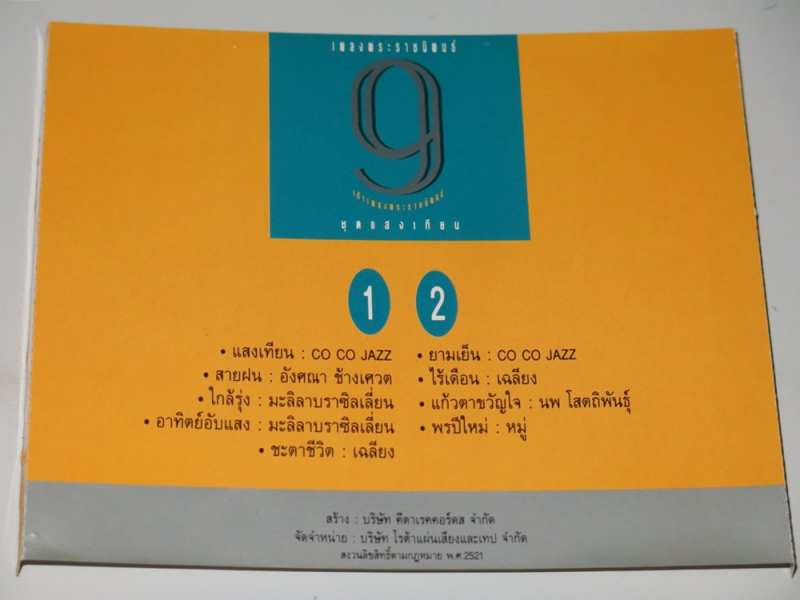 เพลงพระราชนิพนธ์
9
เก้าเพลงพระราชนิพนธ์
ชุดแสงเทียน
1
• แสงเทียน : CO CO JAZZ
• สายฝน : อังศณา ช้างเศวต
• ใกล้รุ่ง : มะลิลาบราซิลเลี่ยน
• อาทิตย์อับแสง : มะลิลาบราซิลเลี่ยน
• ชะตาชีวิต : เฉลียง
2
• ยามเย็น : CO CO JAZZ
• ไร้เดือน : เฉลียง
• แก้วตาขวัญใจ : นพ โสตถิพันธุ์
• พรปีใหม่ : หมู่
สร้าง : บริษัท คีตาเรคคอร์ดส จำกัด
จัดจำหน่าย : บริษัท โรต้าแผ่นเสียงและเทป จำกัด
สงวนลิขสิทธิ์ตามกฎหมาย พ.ศ.2521